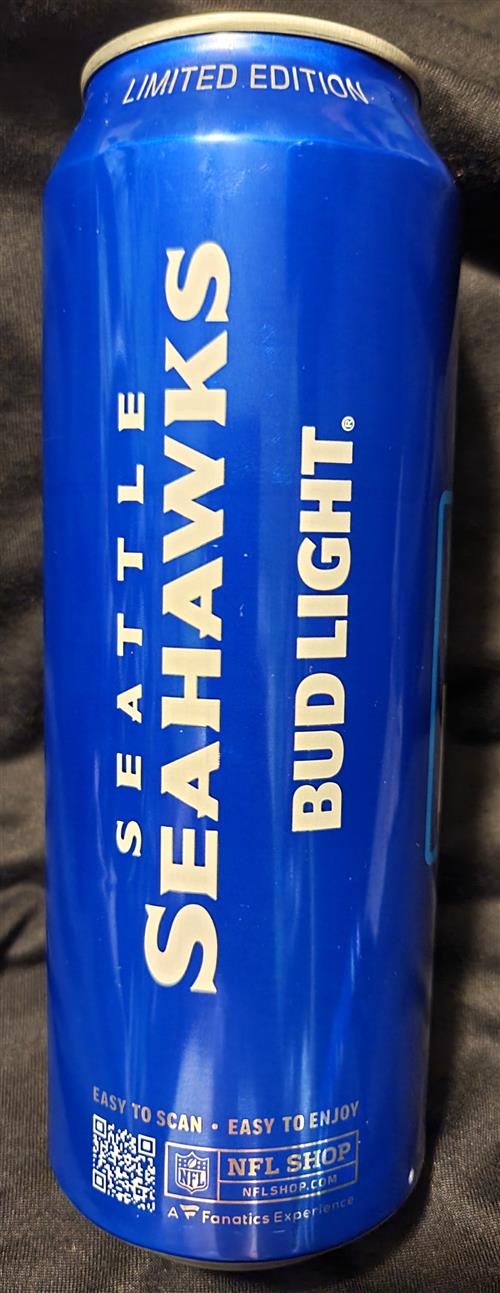 LIMITED EDITION
SEATTLE
SEAHAWKS
BUD LIGHT®
EASY TO SCAN • EASY TO ENJOY
NFL
NFL SHOP
NFLSHOP.COM
A Fanatics Experience